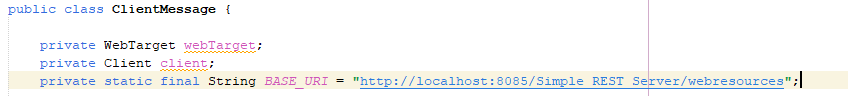 public class ClientMessage {
private WebTarget webTarget;
private Client client;
private static final String BASE_URI = "http://localhost:8085/Simple REST Server/webresources";